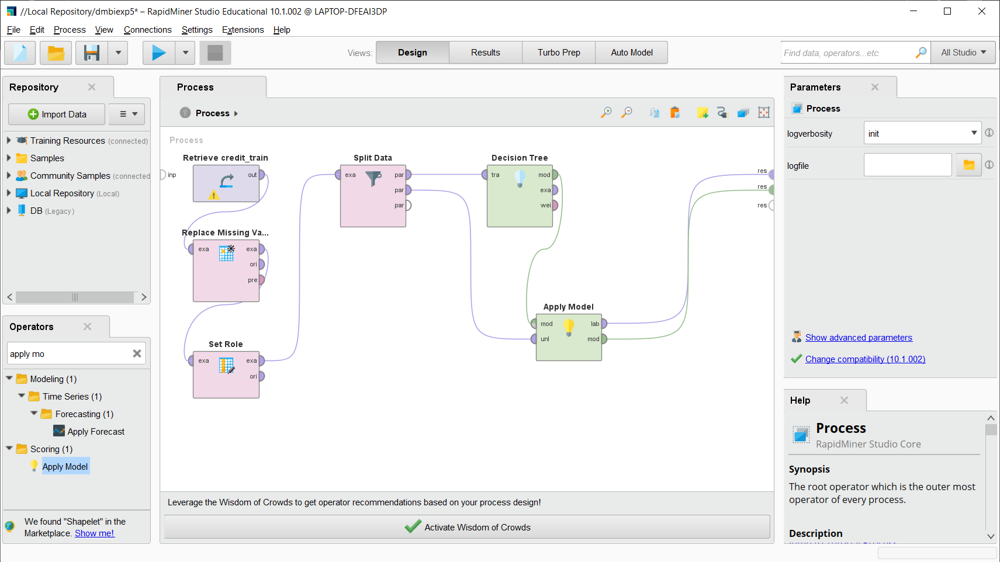 //Local Repository/dmbiexp5* – RapidMiner Studio Educational 10.1.002 @ LAPTOP-DFEAI3DP
File Edit Process View Connections Settings Extensions Help
Views: Design Results Turbo Prep Auto Model
Find data, operators...etc
All Studio
Repository
Import Data
Training Resources (connected)
Samples
Community Samples (connected
Local Repository (Local)
DB (Legacy)
Operators
apply mo
Modeling (1)
Time Series (1)
Forecasting (1)
Apply Forecast
Scoring (1)
Apply Model
We found "Shapelet" in the
Marketplace. Show me!
Process
Process
Process
inp
Retrieve credit_train
out
Replace Missing Va...
exa exa
ori
pre
Set Role
exa exa
ori
Split Data
exa par
par
par
Decision Tree
tra mod
exa
wei
Apply Model
mod lab
unl mod
res
res
res
Leverage the Wisdom of Crowds to get operator recommendations based on your process design!
Activate Wisdom of Crowds
Parameters
Process
logverbosity init
logfile
Show advanced parameters
Change compatibility (10.1.002)
Help
Process
RapidMiner Studio Core
Synopsis
The root operator which is the outer most
operator of every process.
Description